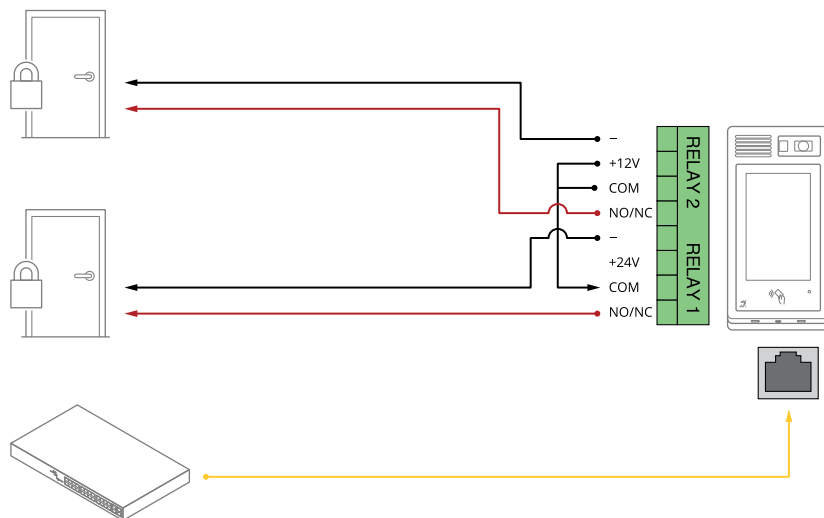 –
+12V
COM
NO/NC
–
+24V
COM
NO/NC
RELAY 2
RELAY 1